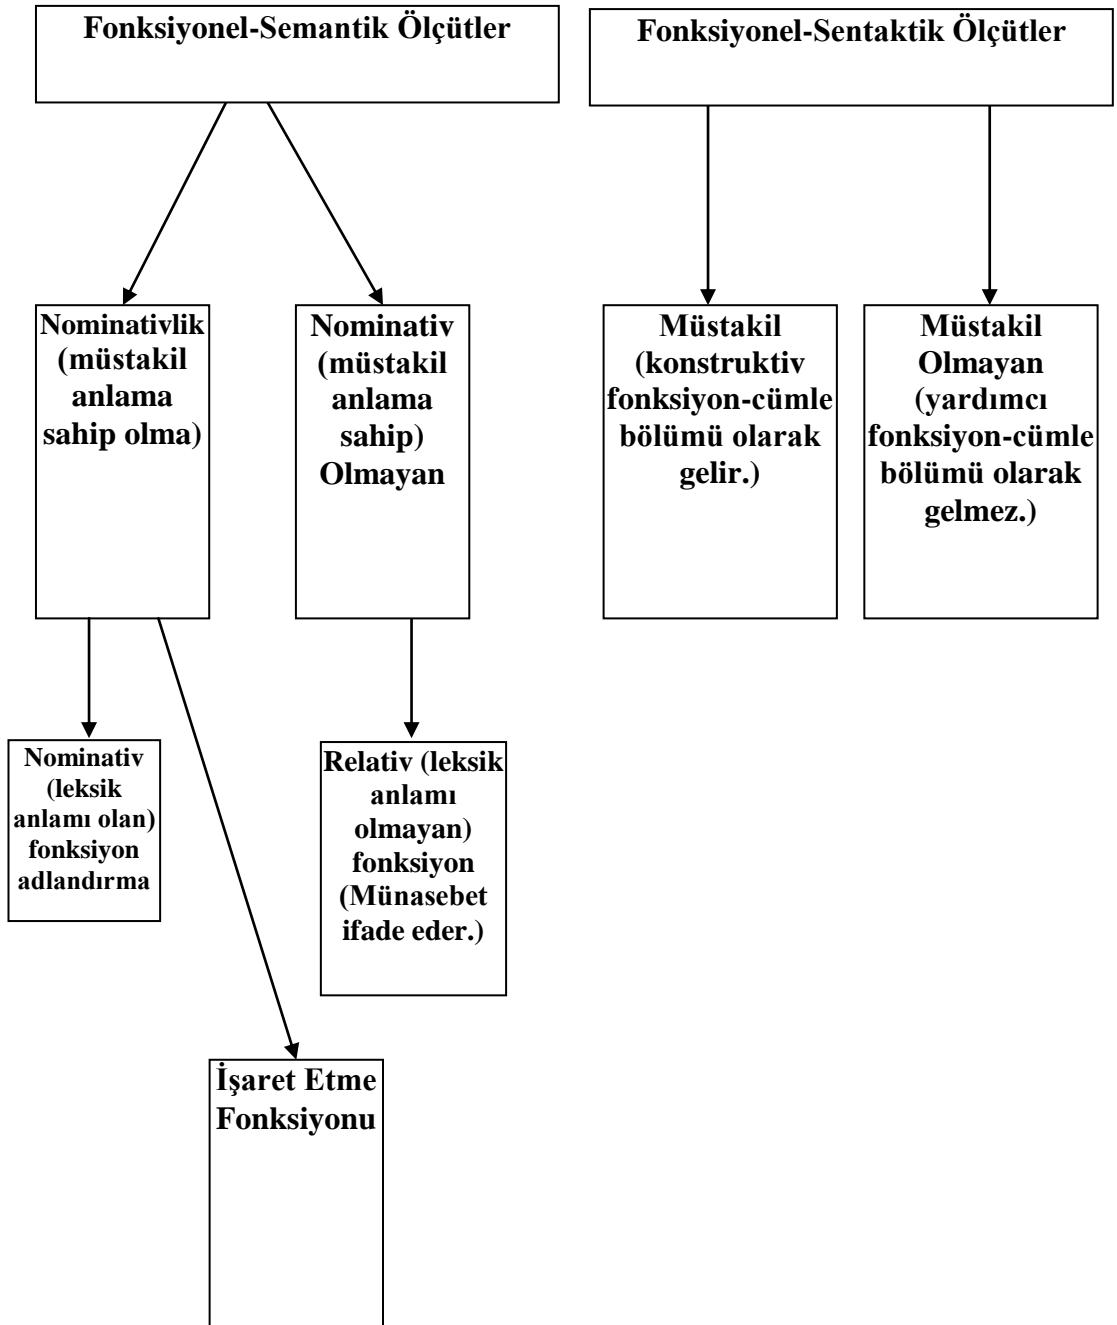 Fonksiyonel-Semantik Ölçütler
Fonksiyonel-Sentaktik Ölçütler
Nominativlik
(müstakil
anlama
sahip olma)
Nominativ
(müstakil
anlama
sahip)
Olmayan
Müstakil
(konstruktiv
fonksiyon-cümle
bölümü olarak
gelir.)
Müstakil
Olmayan
(yardımcı
fonksiyon-cümle
bölümü olarak
gelmez.)
Nominativ
(leksik
anlamı olan)
fonksiyon
adlandırma
Relativ (leksik
anlamı
olmayan)
fonksiyon
(Münasebet
ifade eder.)
İşaret Etme
Fonksiyonu